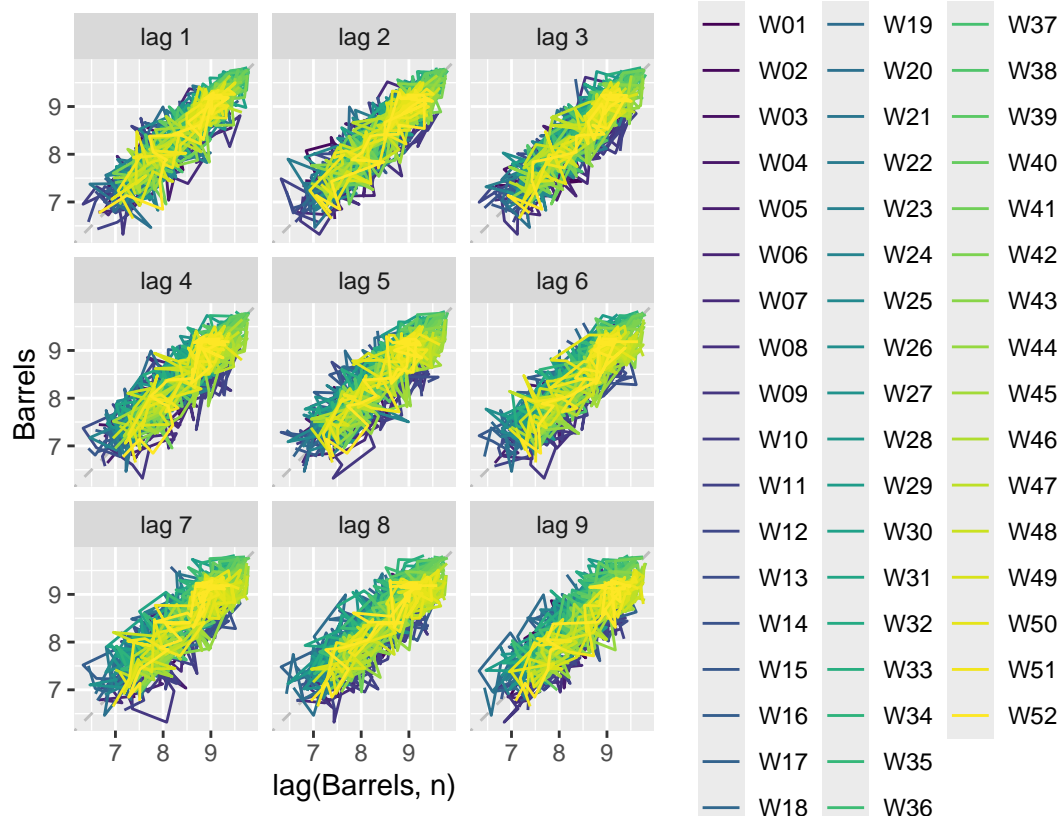 lag 1
lag 2
lag 3
9
8
7
lag 4
lag 5
lag 6
9
8
7
lag 7
lag 8
lag 9
9
8
7
7 8 9 7 8 9 7 8 9
Barrels
lag(Barrels, n)
W01
W02
W03
W04
W05
W06
W07
W08
W09
W10
W11
W12
W13
W14
W15
W16
W17
W18
W19
W20
W21
W22
W23
W24
W25
W26
W27
W28
W29
W30
W31
W32
W33
W34
W35
W36
W37
W38
W39
W40
W41
W42
W43
W44
W45
W46
W47
W48
W49
W50
W51
W52